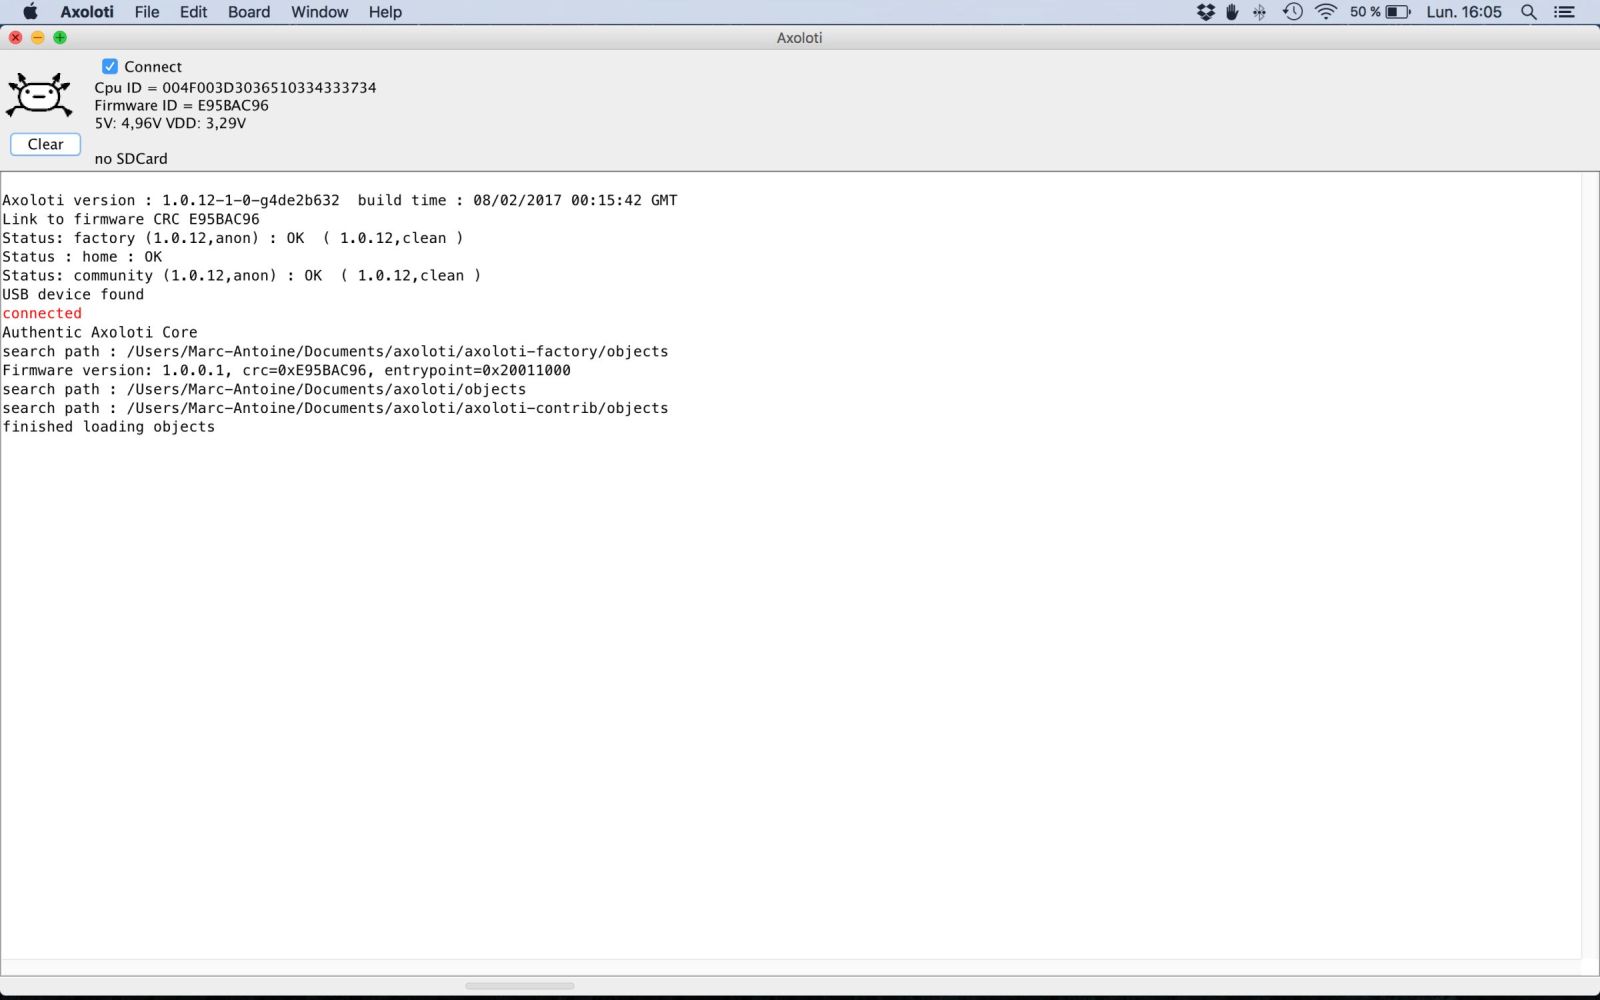 Axoloti File Edit Board Window Help 50 % Lun. 16:05
Axoloti
Connect
Cpu ID = 004F003D3036510334333734
Firmware ID = E95BAC96
5V: 4,96V VDD: 3,29V
Clear
no SDCard
Axoloti version : 1.0.12-1-0-g4de2b632  build time : 08/02/2017 00:15:42 GMT
Link to firmware CRC E95BAC96
Status: factory (1.0.12,anon) : OK  ( 1.0.12,clean )
Status : home : OK
Status: community (1.0.12,anon) : OK  ( 1.0.12,clean )
USB device found
connected
Authentic Axoloti Core
search path : /Users/Marc-Antoine/Documents/axoloti/axoloti-factory/objects
Firmware version: 1.0.0.1, crc=0xE95BAC96, entrypoint=0x20011000
search path : /Users/Marc-Antoine/Documents/axoloti/objects
search path : /Users/Marc-Antoine/Documents/axoloti/axoloti-contrib/objects
finished loading objects